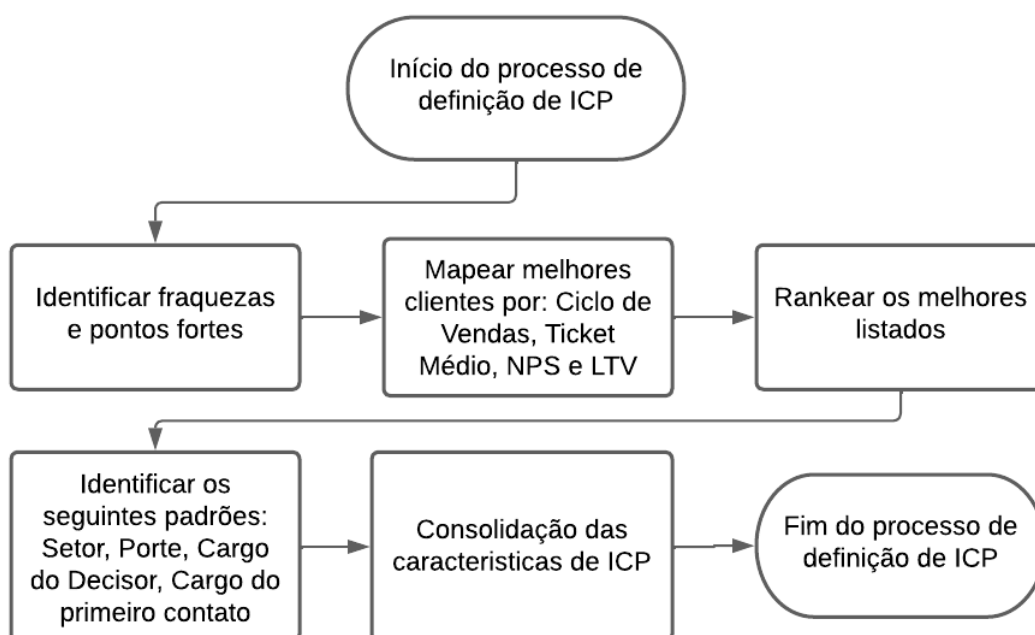 Início do processo de
definição de ICP
Identificar fraquezas
e pontos fortes
Mapear melhores
clientes por: Ciclo de
Vendas, Ticket
Médio, NPS e LTV
Rankear os melhores
listados
Identificar os
seguintes padrões:
Setor, Porte, Cargo
do Decisor, Cargo do
primeiro contato
Consolidação das
caracteristicas de ICP
Fim do processo de
definição de ICP